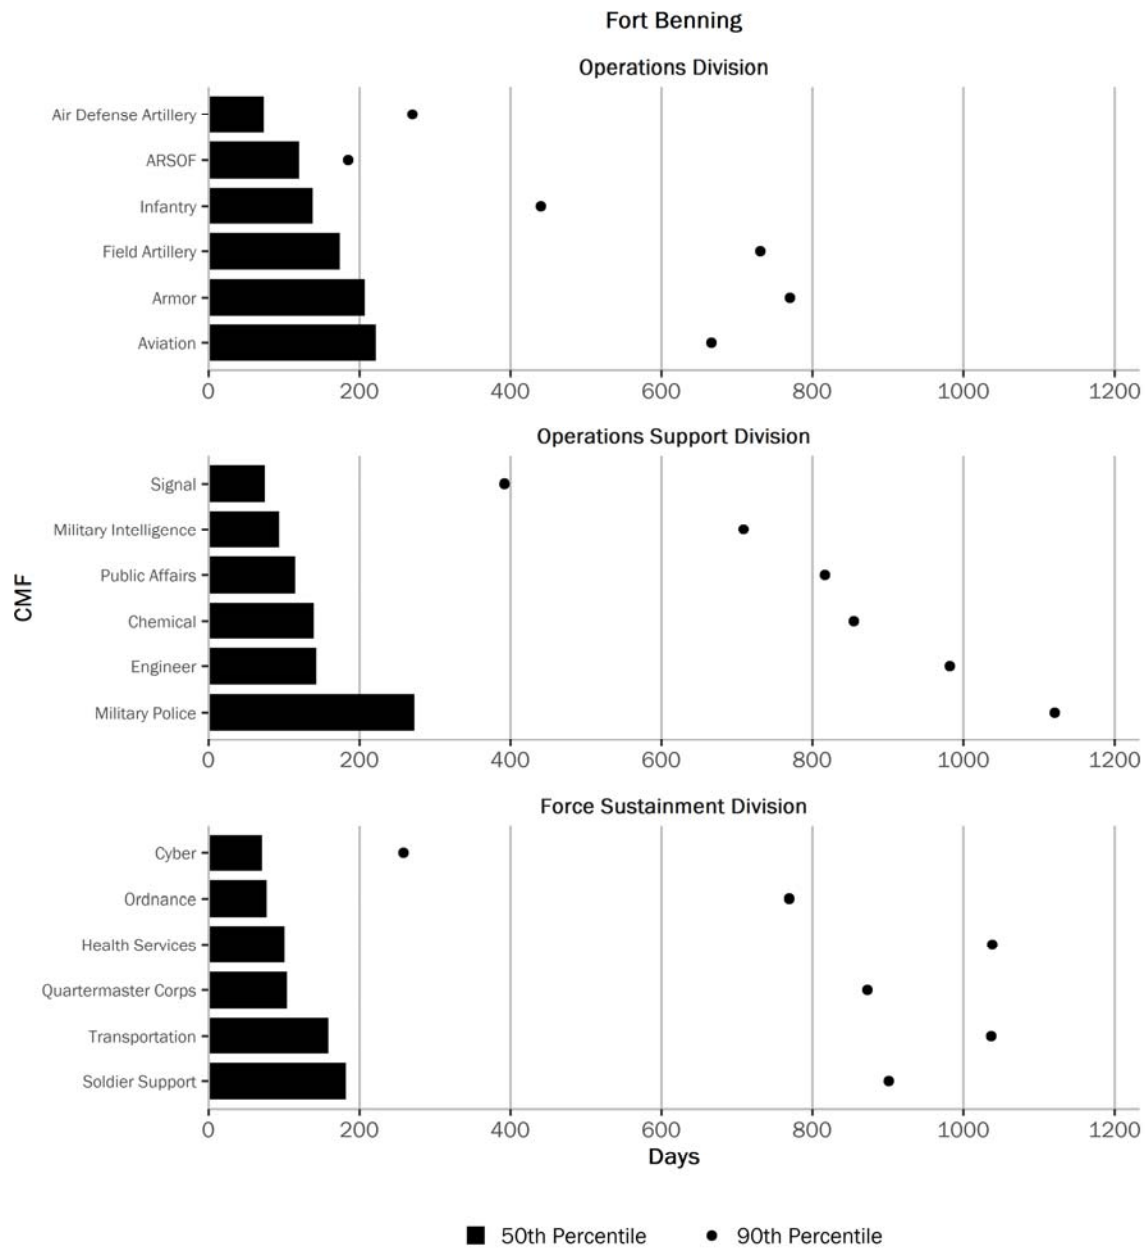 Fort Benning
Operations Division
Air Defense Artillery
ARSOF
Infantry
Field Artillery
Armor
Aviation
0 200 400 600 800 1000 1200
Operations Support Division
Signal
Military Intelligence
Public Affairs
Chemical
Engineer
Military Police
0 200 400 600 800 1000 1200
CMF
Force Sustainment Division
Cyber
Ordnance
Health Services
Quartermaster Corps
Transportation
Soldier Support
0 200 400 600 800 1000 1200
Days
50th Percentile 90th Percentile